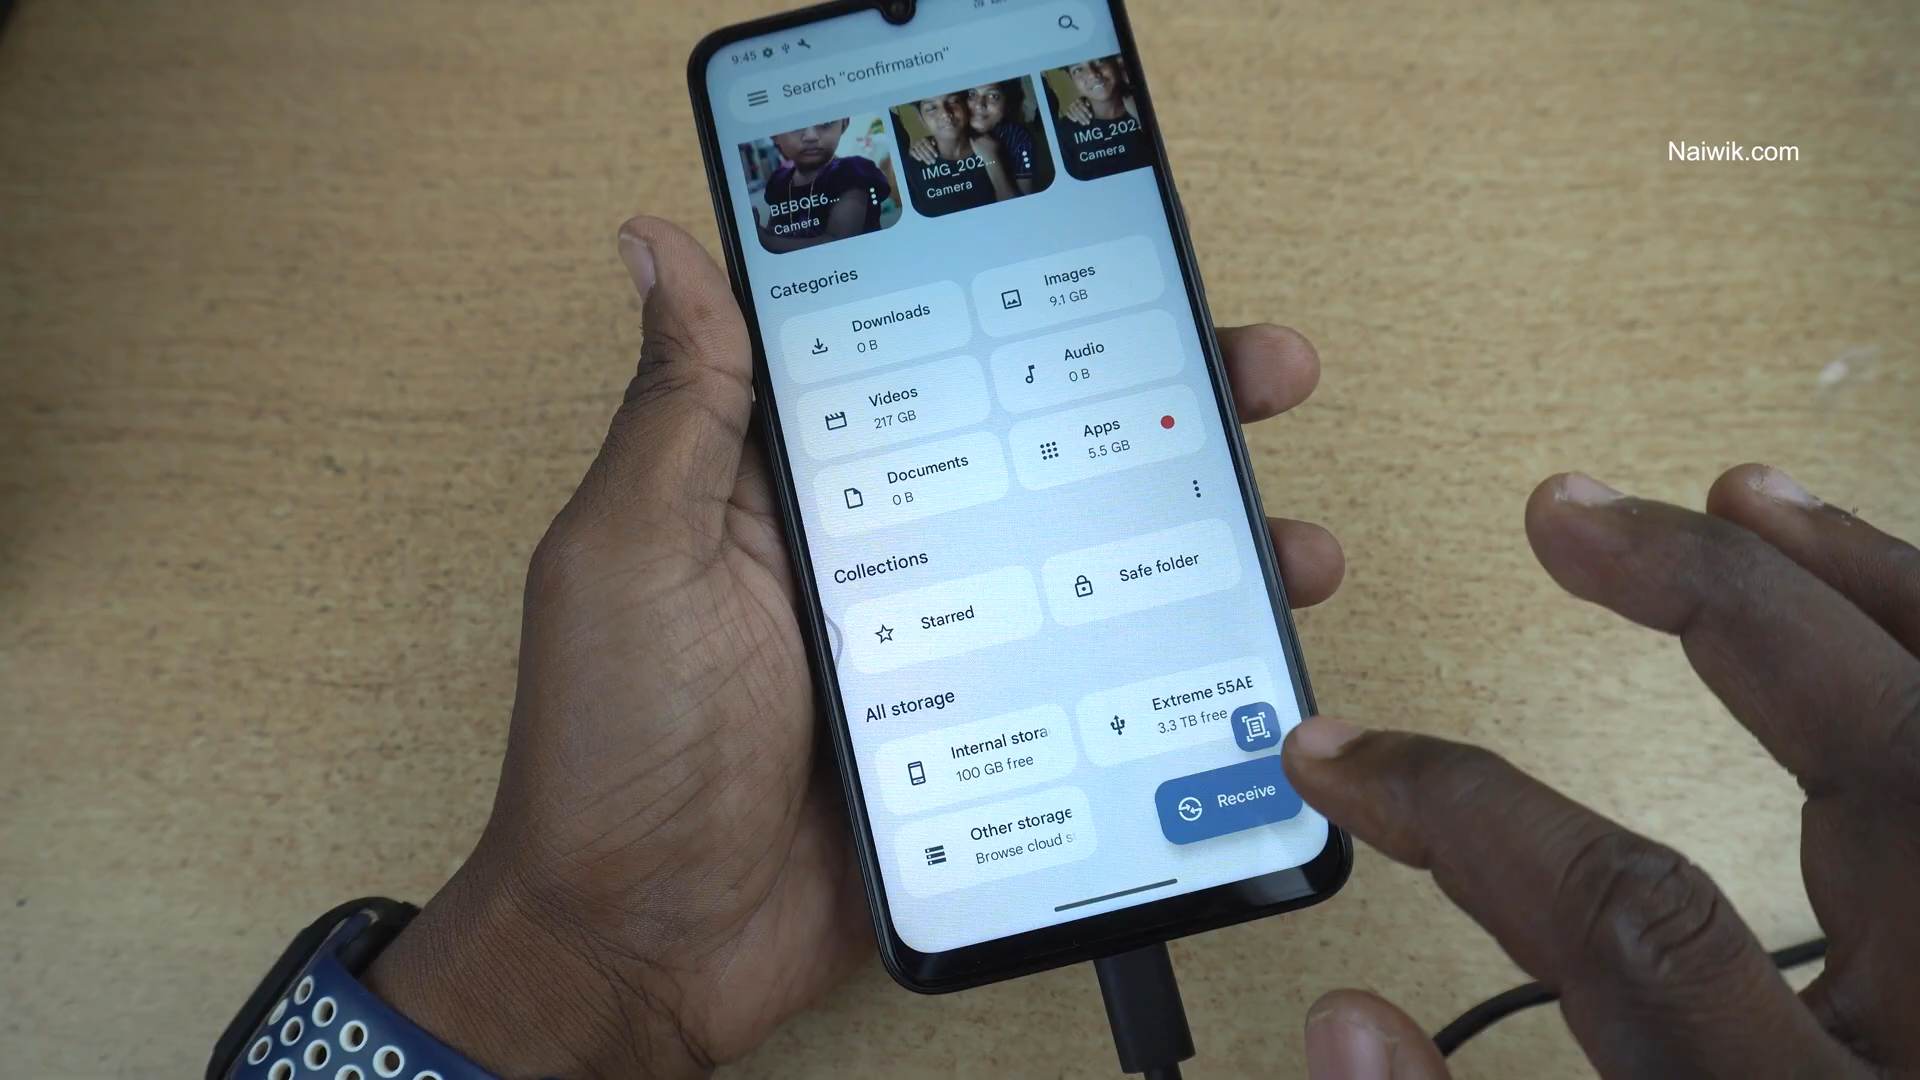 9:45
Search "confirmation"
BEBQE6...
Camera
IMG_202...
Camera
IMG_202.
Camera
Categories
Downloads
0 B
Images
9.1 GB
Videos
217 GB
Audio
0 B
Documents
0 B
Apps
5.5 GB
Collections
Starred
Safe folder
All storage
Internal stora
100 GB free
Extreme 55AE
3.3 TB free
Other storage
Browse cloud s
Receive
Naiwik.com